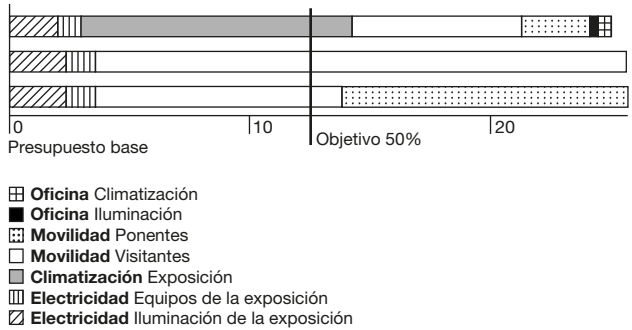 0 10 20
Presupuesto base
Objetivo 50%
Oficina Climatización
Oficina Iluminación
Movilidad Ponentes
Movilidad Visitantes
Climatización Exposición
Electricidad Equipos de la exposición
Electricidad Iluminación de la exposición